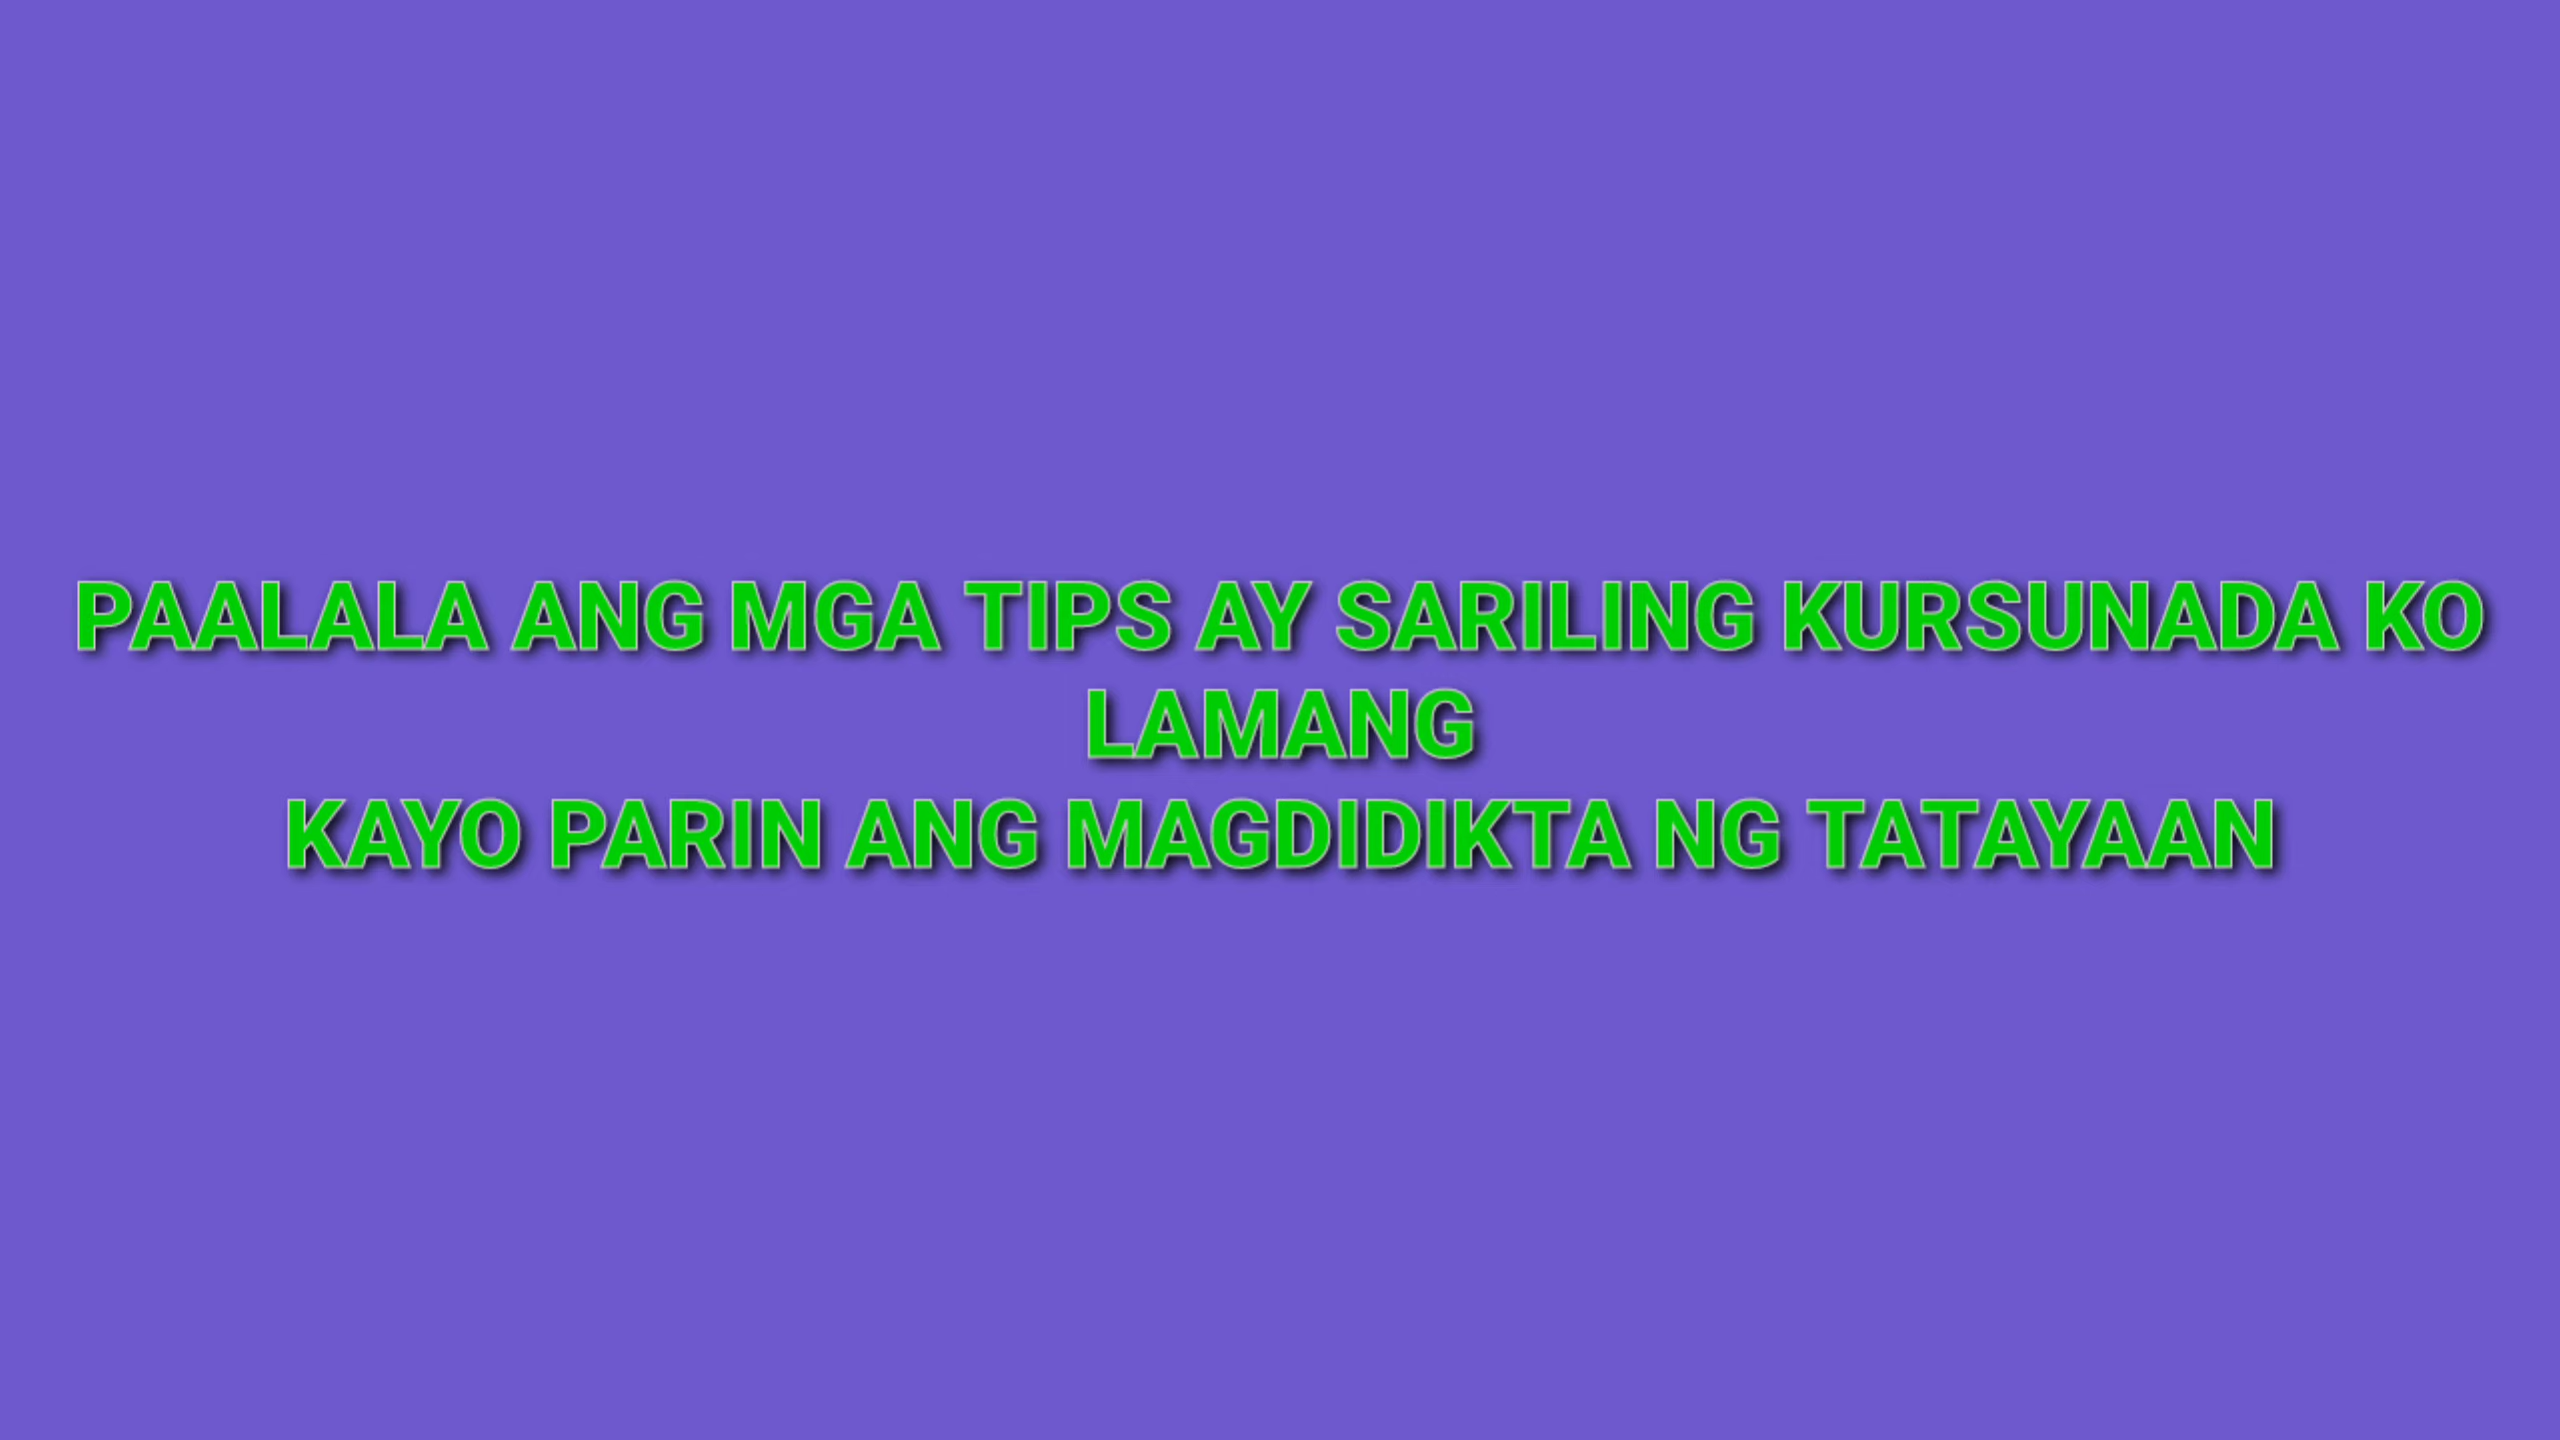 PAALALA ANG MGA TIPS AY SARILING KURSUNADA KO
LAMANG
KAYO PARIN ANG MAGDIDIKTA NG TATAYAAN